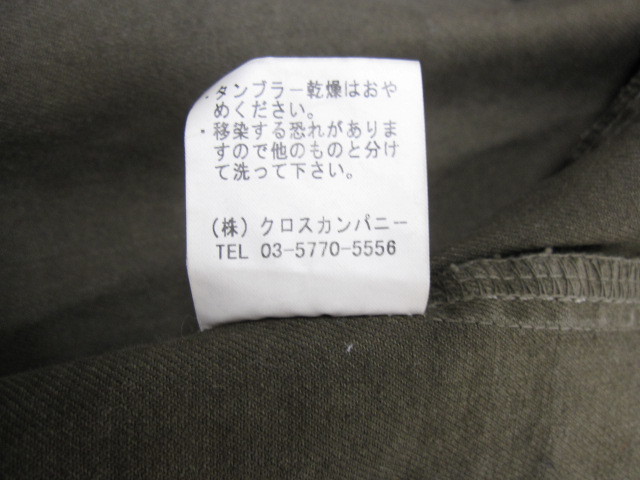 ・タンブラー乾燥はおや
めください。
・移染する恐れがありま
すので他のものと分け
て洗って下さい。
(株)クロスカンパニー
TEL 03-5770-5556